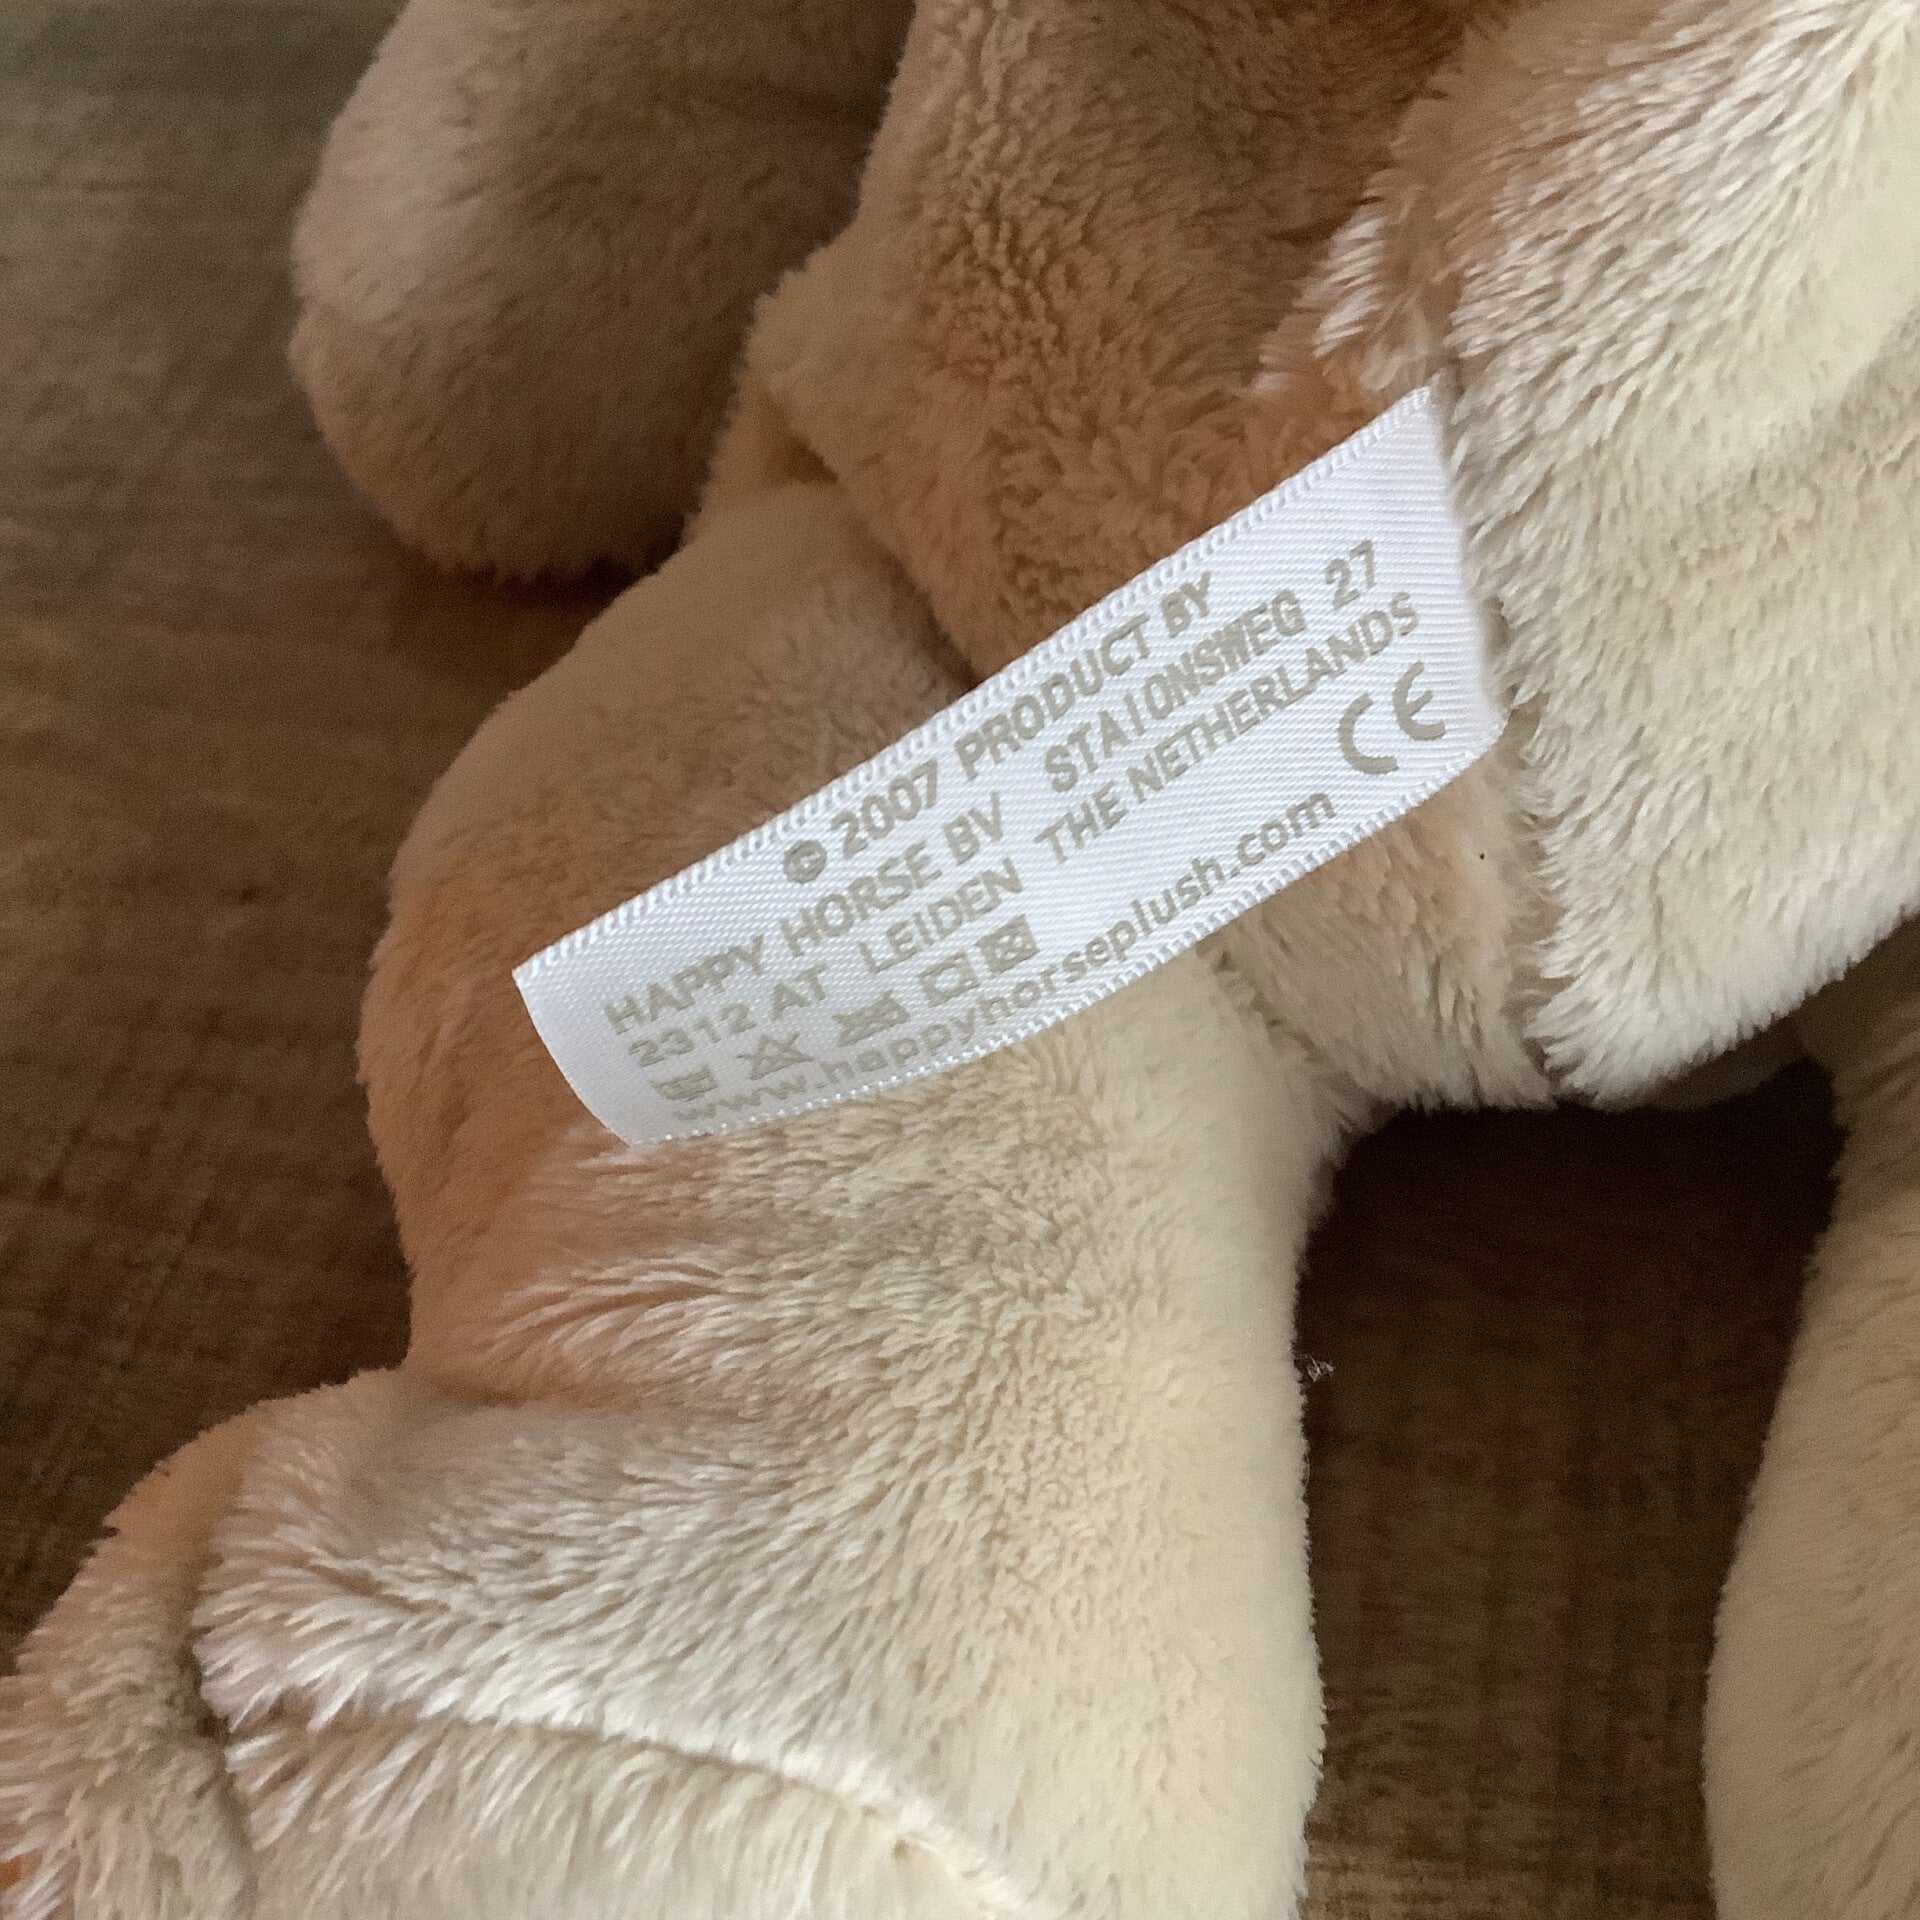 © 2007 PRODUCT BY
HAPPY HORSE BV STAIONSWEG 27
2312 AT LEIDEN THE NETHERLANDS
CE
www.happyhorseplush.com